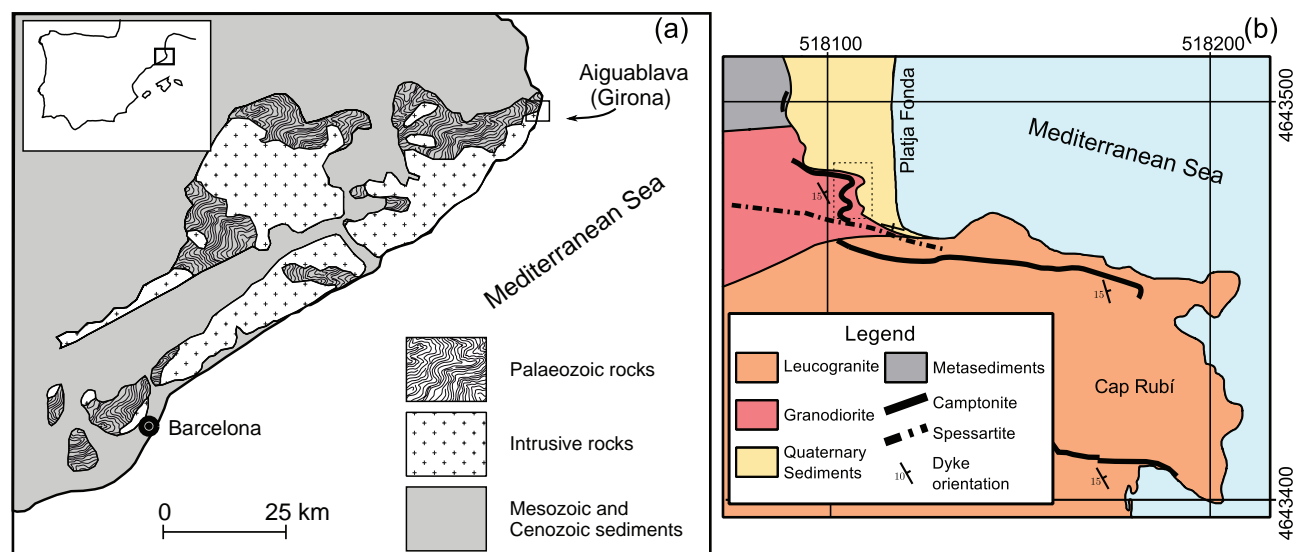 (a)
Aiguablava
(Girona)
Mediterranean Sea
Palaeozoic rocks
Intrusive rocks
Mesozoic and
Cenozoic sediments
Barcelona
0 25 km
(b)
518100
518200
4643500
4643400
Platja Fonda
Mediterranean Sea
15
15
15
Cap Rubí
Legend
Leucogranite
Granodiorite
Quaternary
Sediments
Metasediments
Camptonite
Spessartite
10
Dyke
orientation